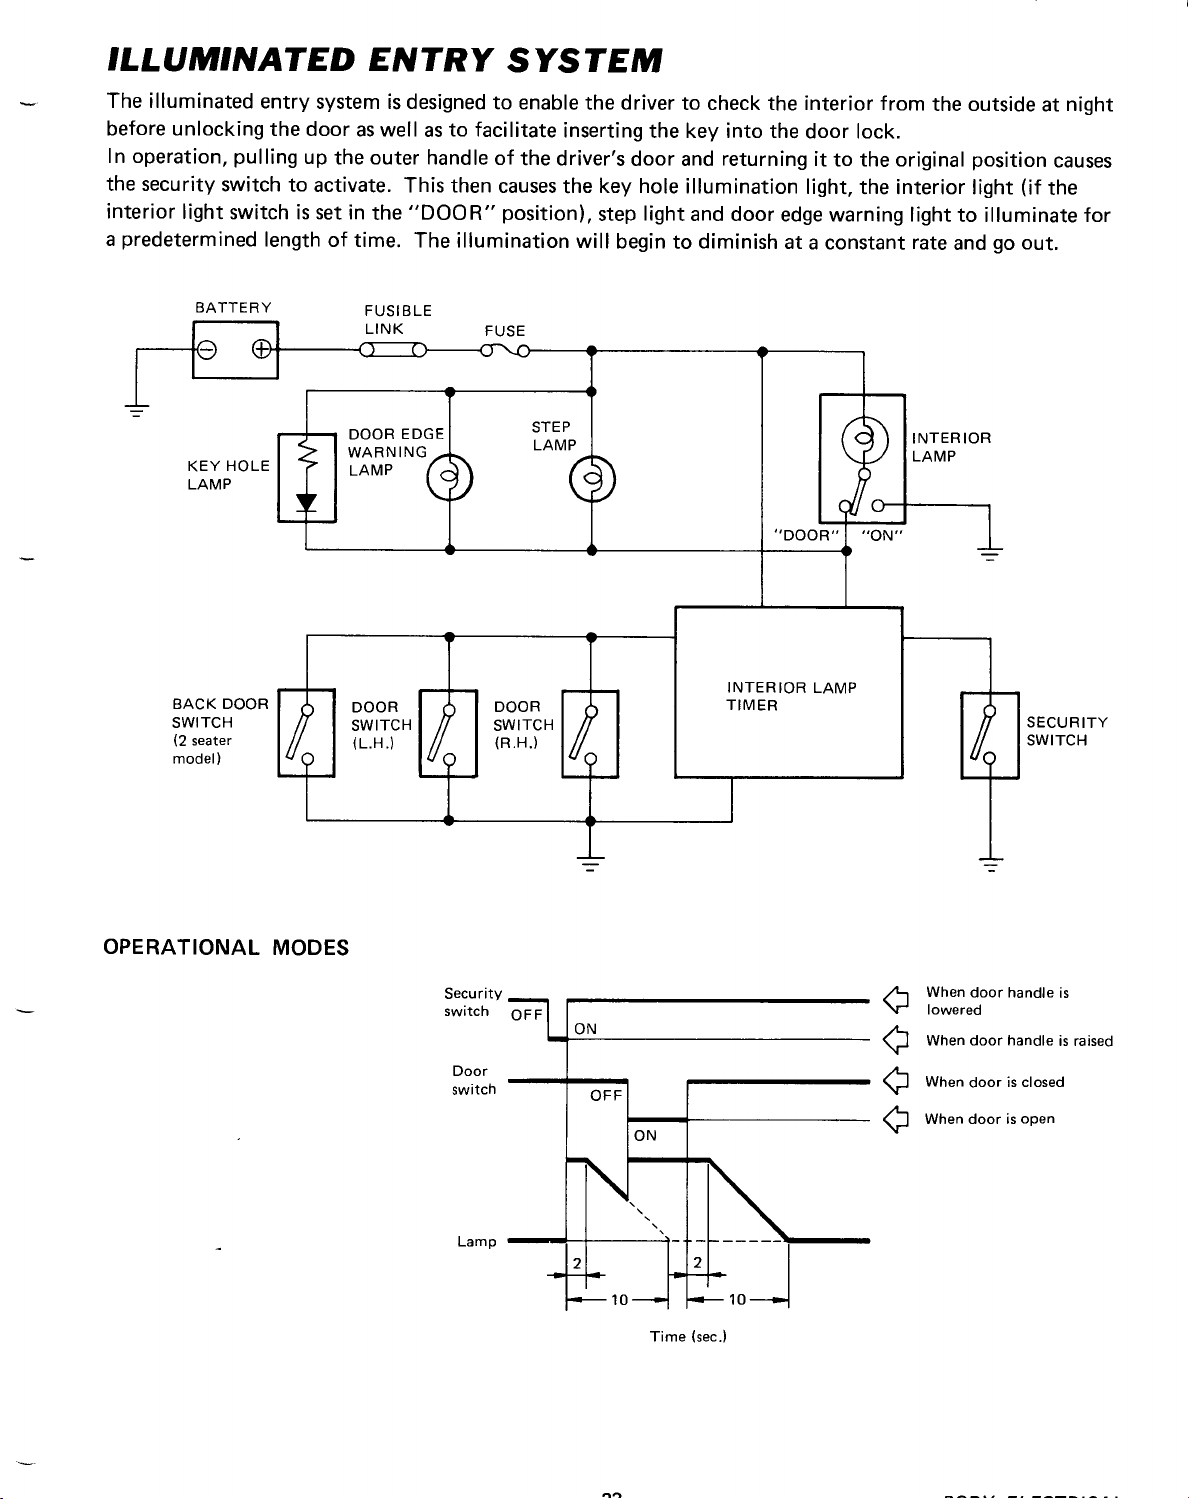 ILLUMINATED ENTRY SYSTEM
The illuminated entry system is designed to enable the driver to check the interior from the outside at night
before unlocking the door as well as to facilitate inserting the key into the door lock.
In operation, pulling up the outer handle of the driver's door and returning it to the original position causes
the security switch to activate. This then causes the key hole illumination light, the interior light (if the
interior light switch is set in the "DOOR" position), step light and door edge warning light to illuminate for
a predetermined length of time. The illumination will begin to diminish at a constant rate and go out.
BATTERY
FUSIBLE
LINK
FUSE
KEY HOLE
LAMP
DOOR EDGE
WARNING
LAMP
STEP
LAMP
INTERIOR
LAMP
"DOOR"
"ON"
BACK DOOR
SWITCH
(2 seater
model)
DOOR
SWITCH
(L.H.)
DOOR
SWITCH
(R.H.)
INTERIOR LAMP
TIMER
SECURITY
SWITCH
OPERATIONAL MODES
Security
switch
OFF
ON
When door handle is
lowered
When door handle is raised
Door
switch
OFF
ON
When door is closed
When door is open
Lamp
2
2
10
10
Time (sec.)